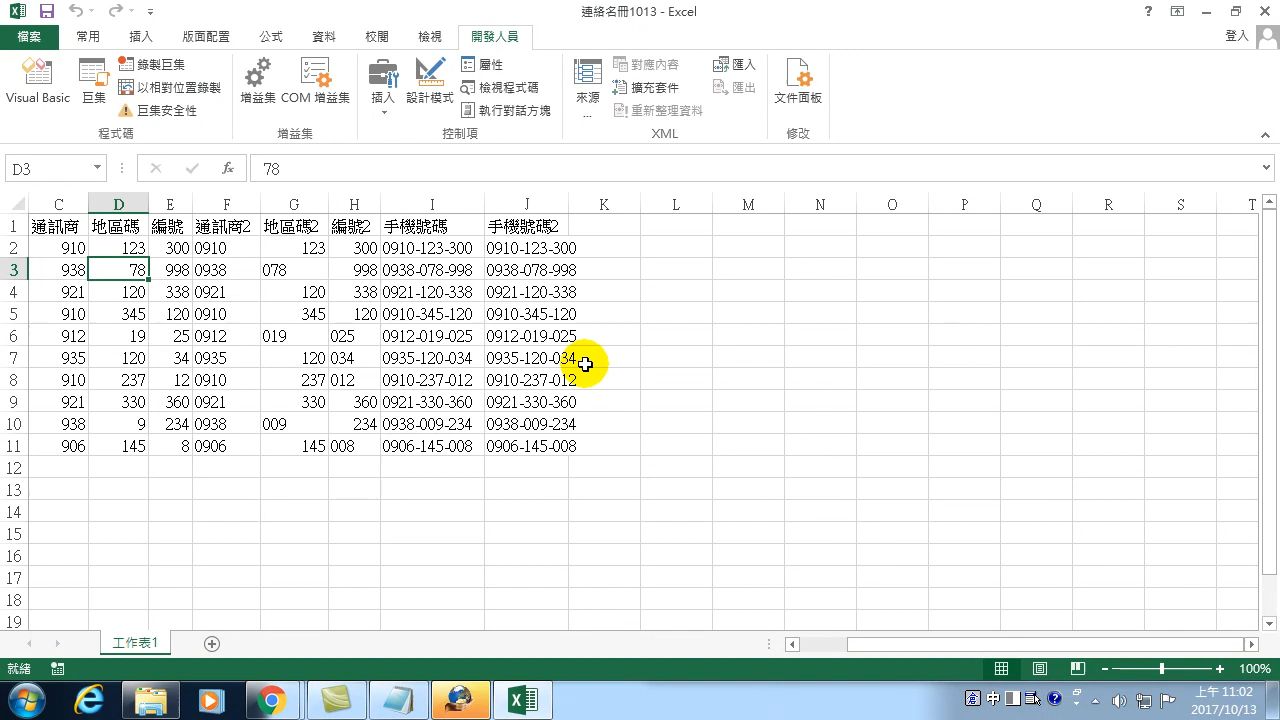 連絡名冊1013 - Excel
檔案 常用 插入 版面配置 公式 資料 校閱 檢視 開發人員 登入
Visual Basic 巨集 錄製巨集 以相對位置錄製 巨集安全性 程式碼
增益集 COM 增益集 增益集
插入 設計模式 屬性 檢視程式碼 執行對話方塊 控制項
來源 ... 對應內容 擴充套件 重新整理資料 匯入 匯出 XML
文件面板 修改
D3 fx 78
C D E F G H I J K L M N O P Q R S T
1 通訊商 地區碼 編號 通訊商2 地區碼2 編號2 手機號碼 手機號碼2
2 910 123 300 0910 123 300 0910-123-300 0910-123-300
3 938 78 998 0938 078 998 0938-078-998 0938-078-998
4 921 120 338 0921 120 338 0921-120-338 0921-120-338
5 910 345 120 0910 345 120 0910-345-120 0910-345-120
6 912 19 25 0912 019 025 0912-019-025 0912-019-025
7 935 120 34 0935 120 034 0935-120-034 0935-120-034
8 910 237 12 0910 237 012 0910-237-012 0910-237-012
9 921 330 360 0921 330 360 0921-330-360 0921-330-360
10 938 9 234 0938 009 234 0938-009-234 0938-009-234
11 906 145 8 0906 145 008 0906-145-008 0906-145-008
12
13
14
15
16
17
18
19
工作表1
就緒 100%
中 上午 11:02
2017/10/13